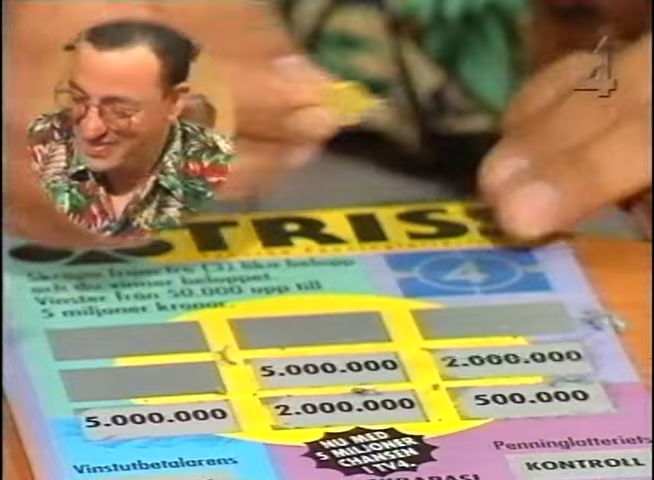 4
TRISS
Skrapa fram tre (3) lika belopp
och du vinner beloppet.
Vinster från 50.000 upp till
5 miljoner kronor.
4
5.000.000 2.000.000
5.000.000 2.000.000 500.000
NU MED
5 MILJONER
CHANSEN
I TV4.
Penninglotteriets
Vinstutbetalarens
KONTROLL